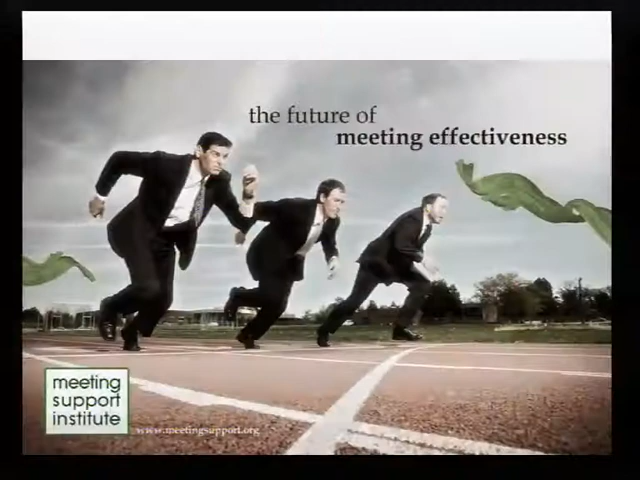 the future of
meeting effectiveness
meeting
support
institute
www.meetingsupport.org